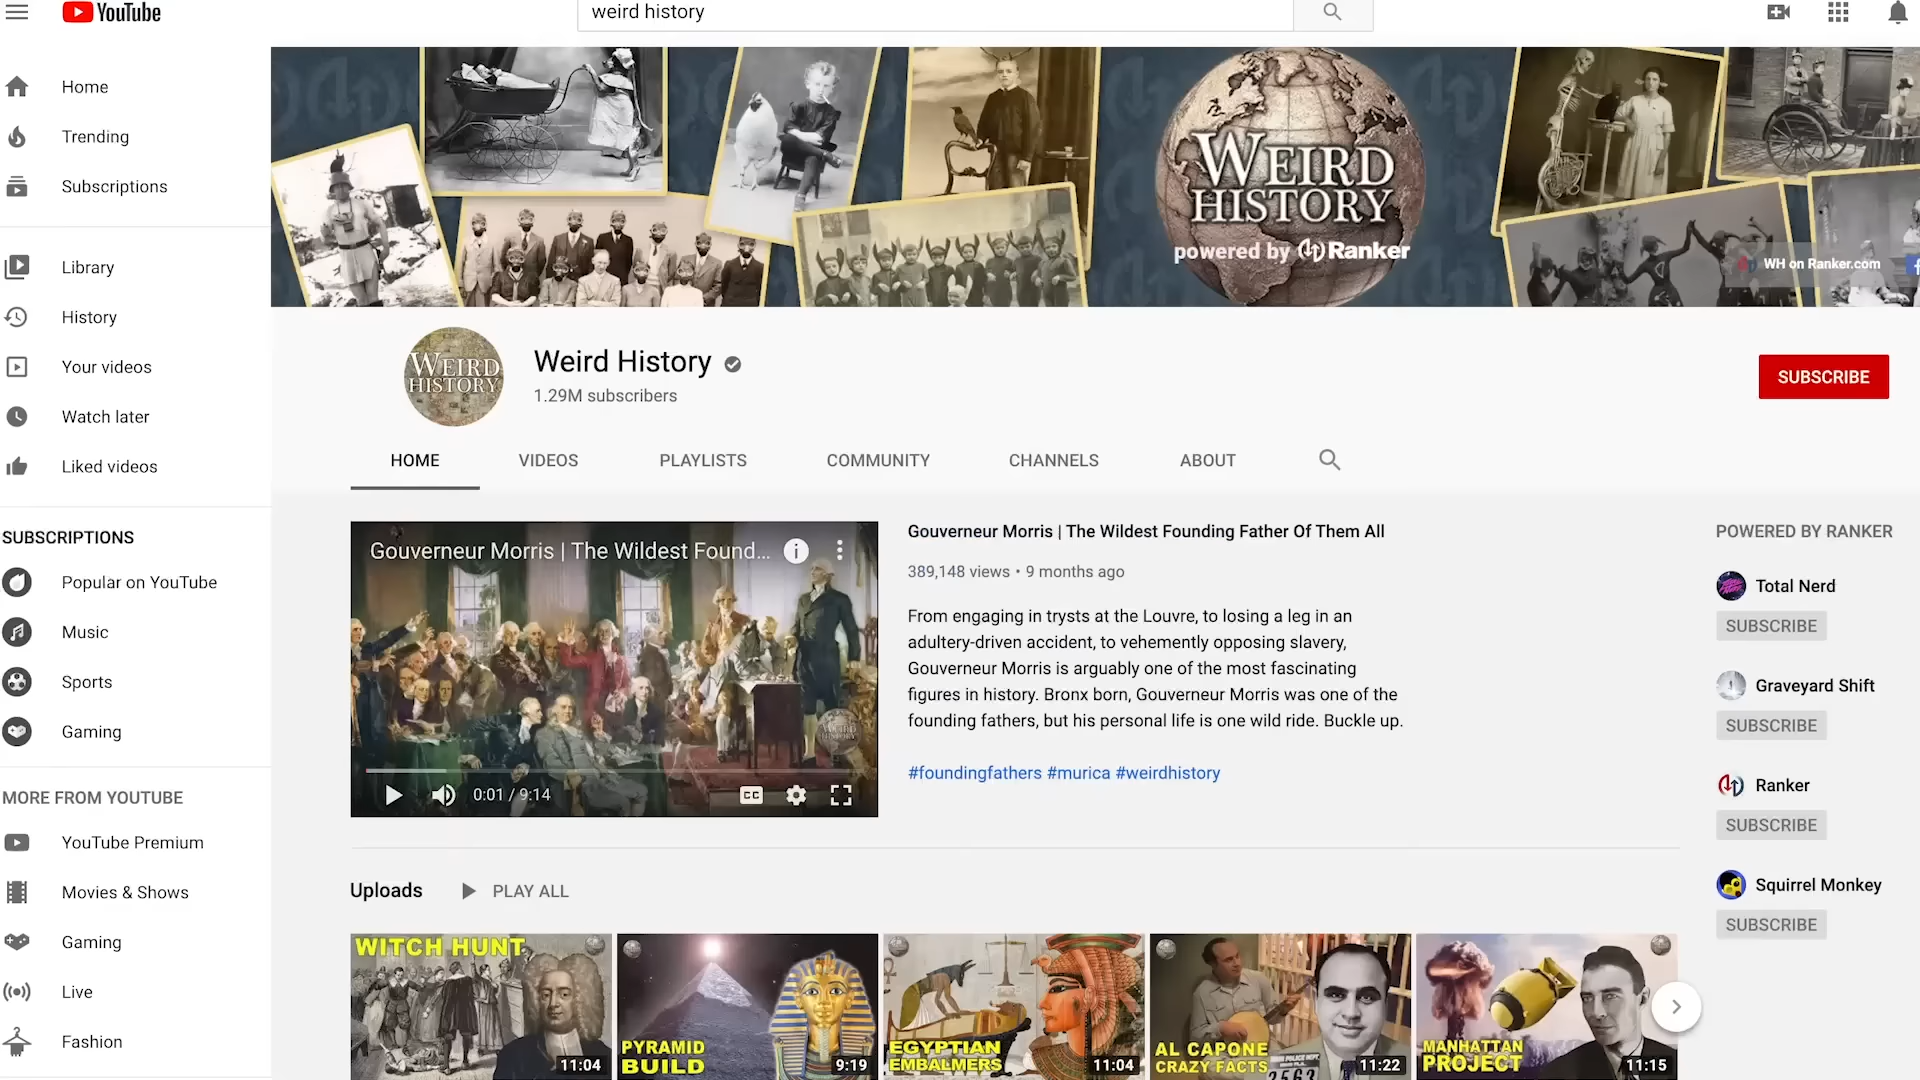 YouTube
weird history
Home
Trending
Subscriptions
Library
History
Your videos
Watch later
Liked videos
SUBSCRIPTIONS
Popular on YouTube
Music
Sports
Gaming
MORE FROM YOUTUBE
YouTube Premium
Movies & Shows
Gaming
Live
Fashion
WEIRD
HISTORY
powered by Ranker
WH on Ranker.com
WEIRD
HISTORY
Weird History
1.29M subscribers
SUBSCRIBE
HOME
VIDEOS
PLAYLISTS
COMMUNITY
CHANNELS
ABOUT
Gouverneur Morris | The Wildest Found...
WEIRD
HISTORY
0:01 / 9:14
CC
Gouverneur Morris | The Wildest Founding Father Of Them All
389,148 views • 9 months ago
From engaging in trysts at the Louvre, to losing a leg in an
adultery-driven accident, to vehemently opposing slavery,
Gouverneur Morris is arguably one of the most fascinating
figures in history. Bronx born, Gouverneur Morris was one of the
founding fathers, but his personal life is one wild ride. Buckle up.
#foundingfathers #murica #weirdhistory
POWERED BY RANKER
Total Nerd
SUBSCRIBE
Graveyard Shift
SUBSCRIBE
Ranker
SUBSCRIBE
Squirrel Monkey
SUBSCRIBE
Uploads
PLAY ALL
WITCH HUNT
11:04
PYRAMID
BUILD
9:19
EGYPTIAN
EMBALMERS
11:04
AL CAPONE
CRAZY FACTS
11:22
MANHATTAN
PROJECT
11:15